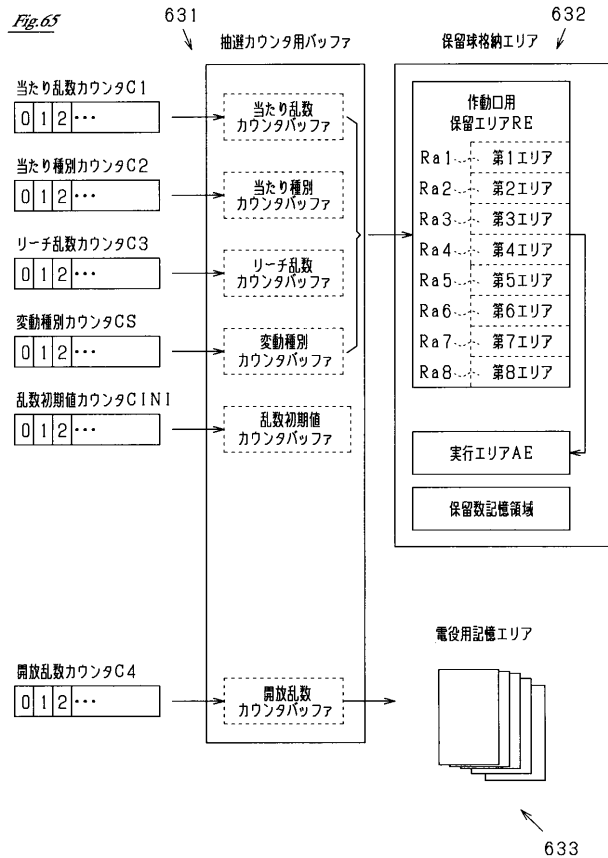 Fig.65
631
632
抽選カウンタ用バッファ
保留球格納エリア
当たり乱数カウンタC1
0 1 2 ・・・
当たり乱数
カウンタバッファ
当たり種別カウンタC2
0 1 2 ・・・
当たり種別
カウンタバッファ
リーチ乱数カウンタC3
0 1 2 ・・・
リーチ乱数
カウンタバッファ
変動種別カウンタCS
0 1 2 ・・・
変動種別
カウンタバッファ
乱数初期値カウンタCINI
0 1 2 ・・・
乱数初期値
カウンタバッファ
作動口用
保留エリアRE
Ra1 第1エリア
Ra2 第2エリア
Ra3 第3エリア
Ra4 第4エリア
Ra5 第5エリア
Ra6 第6エリア
Ra7 第7エリア
Ra8 第8エリア
実行エリアAE
保留数記憶領域
開放乱数カウンタC4
0 1 2 ・・・
開放乱数
カウンタバッファ
電役用記憶エリア
633